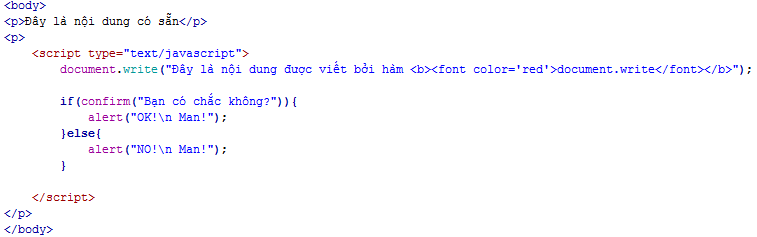 <body>
<p>Đây là nội dung có sẵn</p>
<p>
<script type="text/javascript">
document.write("Đây là nội dung được viết bởi hàm <b><font color='red'>document.write</font></b>");
if(confirm("Bạn có chắc không?")){
alert("OK!\n Man!");
}else{
alert("NO!\n Man!");
}
</script>
</p>
</body>